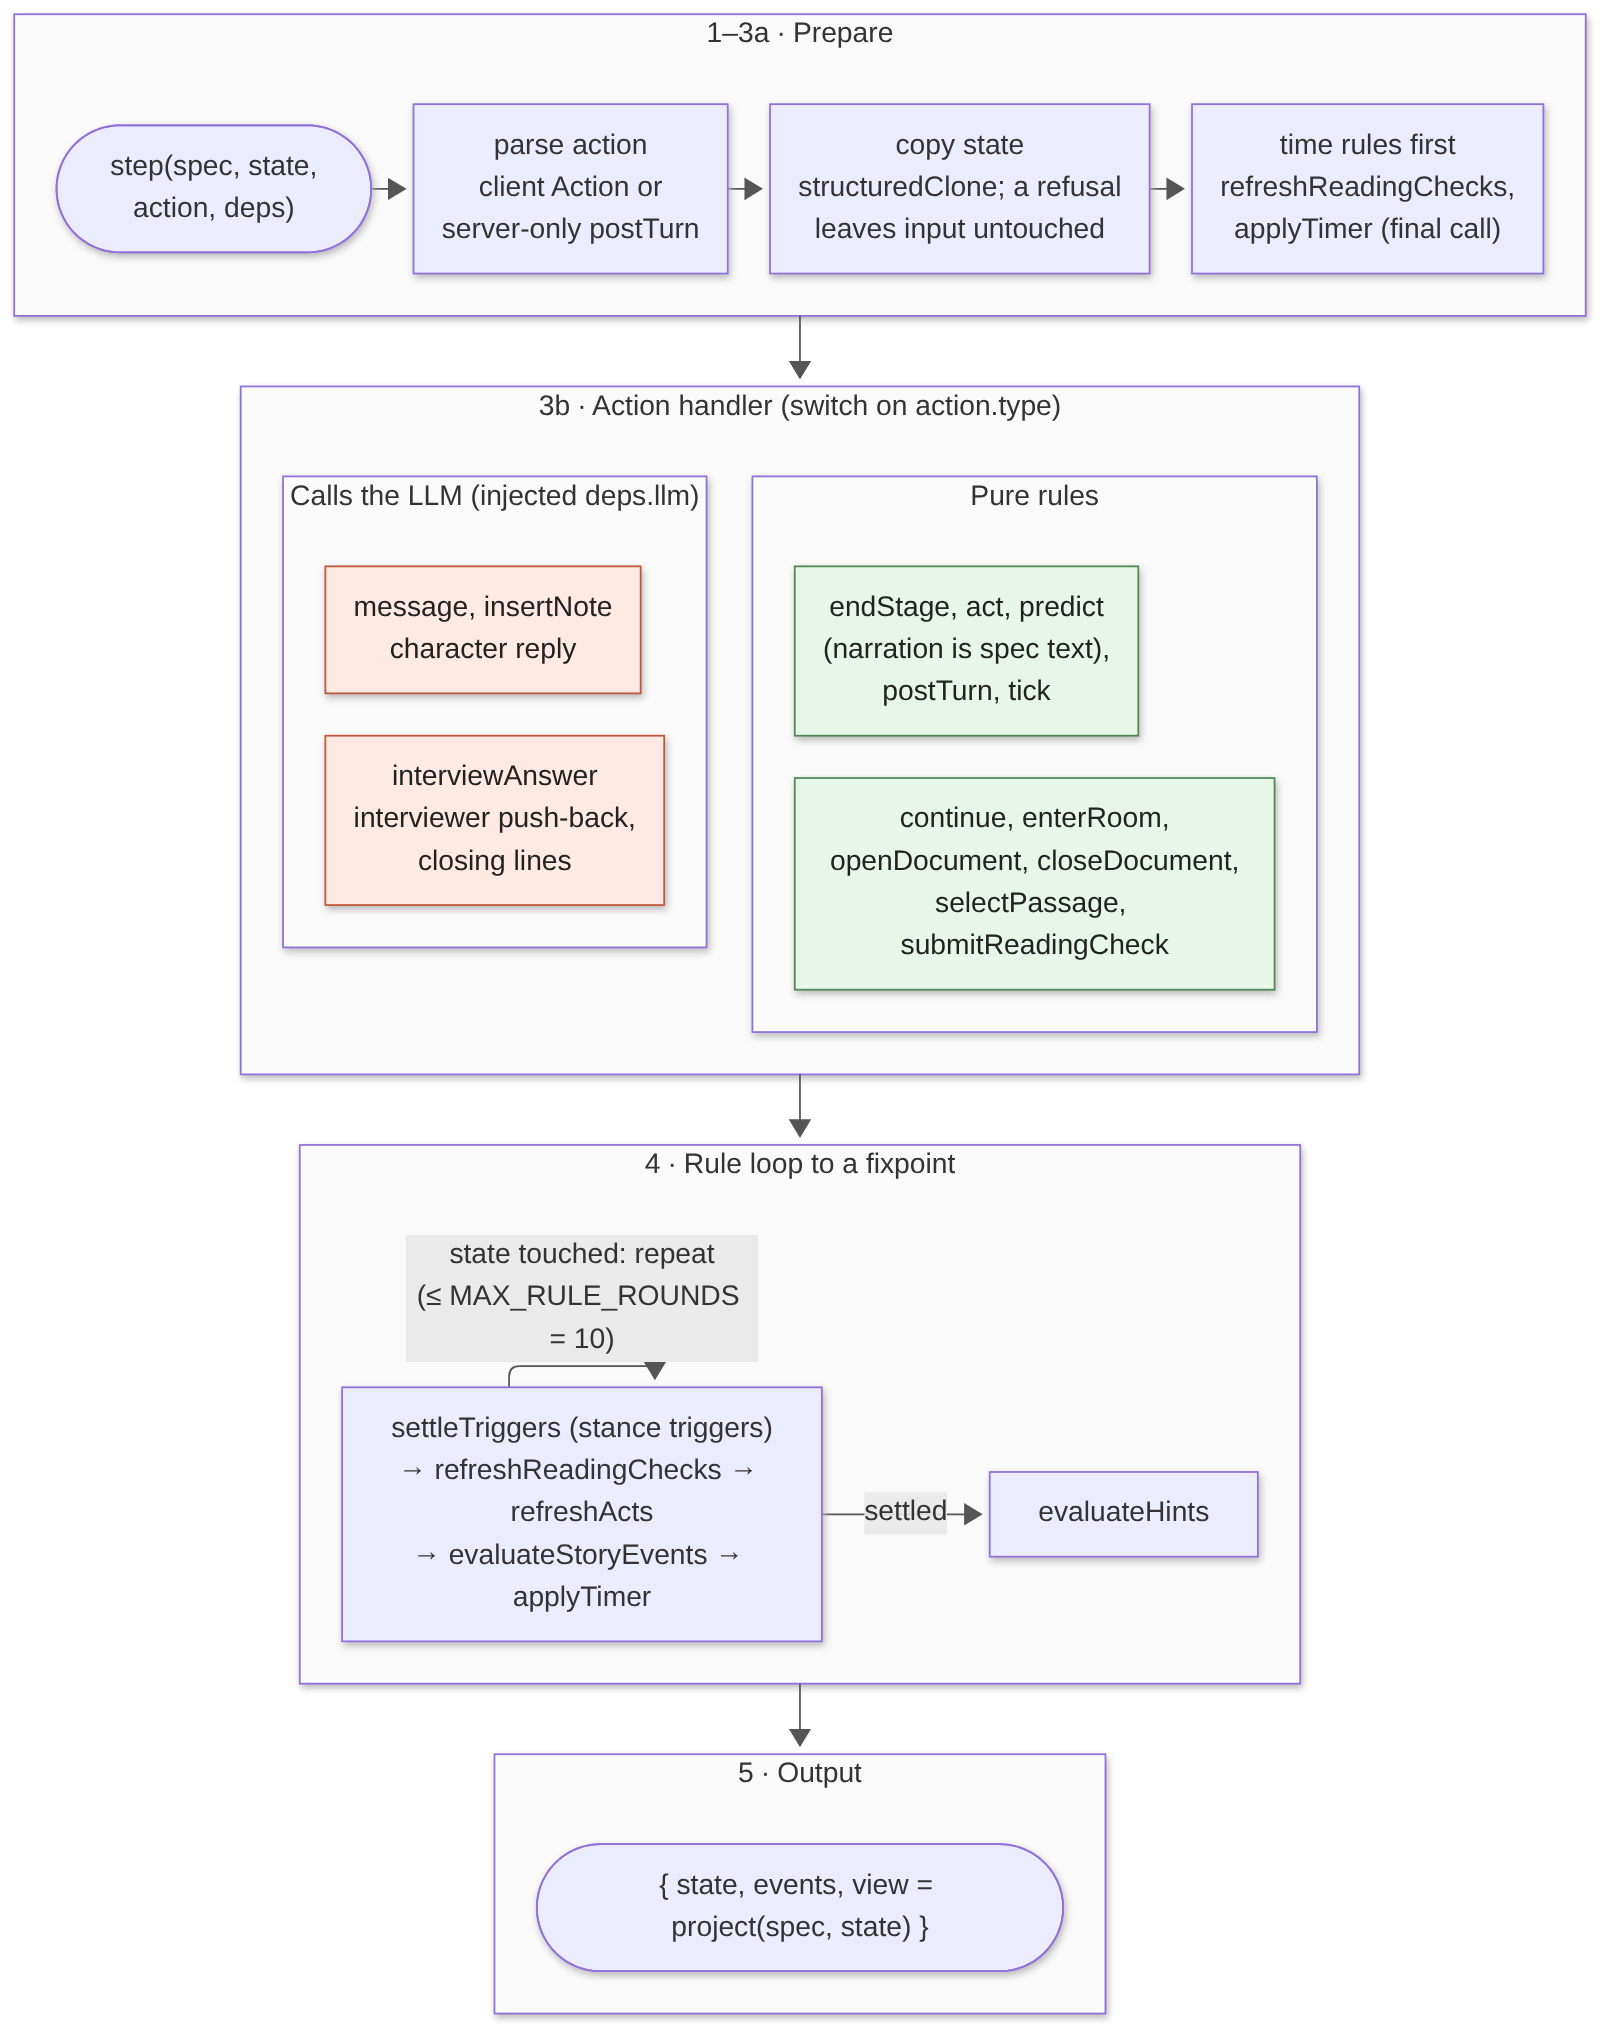 1–3a · Prepare
step(spec, state,
action, deps)
parse action
client Action or
server-only postTurn
copy state
structuredClone; a refusal
leaves input untouched
time rules first
refreshReadingChecks,
applyTimer (final call)
3b · Action handler (switch on action.type)
Calls the LLM (injected deps.llm)
message, insertNote
character reply
interviewAnswer
interviewer push-back,
closing lines
Pure rules
endStage, act, predict
(narration is spec text),
postTurn, tick
continue, enterRoom,
openDocument, closeDocument,
selectPassage,
submitReadingCheck
4 · Rule loop to a fixpoint
state touched: repeat
(≤ MAX_RULE_ROUNDS
= 10)
settleTriggers (stance triggers)
→ refreshReadingChecks →
refreshActs
→ evaluateStoryEvents →
applyTimer
settled
evaluateHints
5 · Output
{ state, events, view =
project(spec, state) }